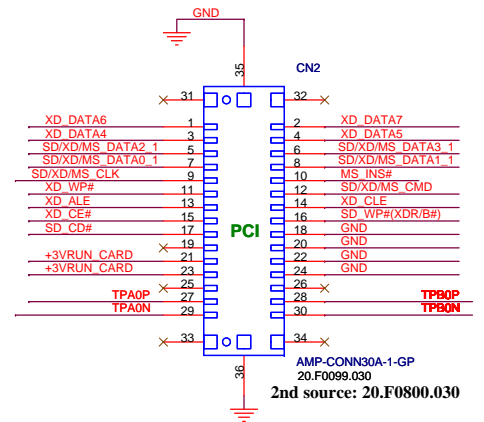 GND
35
CN2
31 32
XD_DATA6 1 2 XD_DATA7
XD_DATA4 3 4 XD_DATA5
SD/XD/MS_DATA2_1 5 6 SD/XD/MS_DATA3_1
SD/XD/MS_DATA0_1 7 8 SD/XD/MS_DATA1_1
SD/XD/MS_CLK 9 10 MS_INS#
XD_WP# 11 12 SD/XD/MS_CMD
XD_ALE 13 14 XD_CLE
XD_CE# 15 16 SD_WP#(XDR/B#)
SD_CD# 17 18 GND
PCI
19 20 GND
+3VRUN_CARD 21 22 GND
+3VRUN_CARD 23 24 GND
25 26
TPA0P 27 28 TPB0P
TPA0N 29 30 TPB0N
33 34
36
AMP-CONN30A-1-GP
20.F0099.030
2nd source: 20.F0800.030